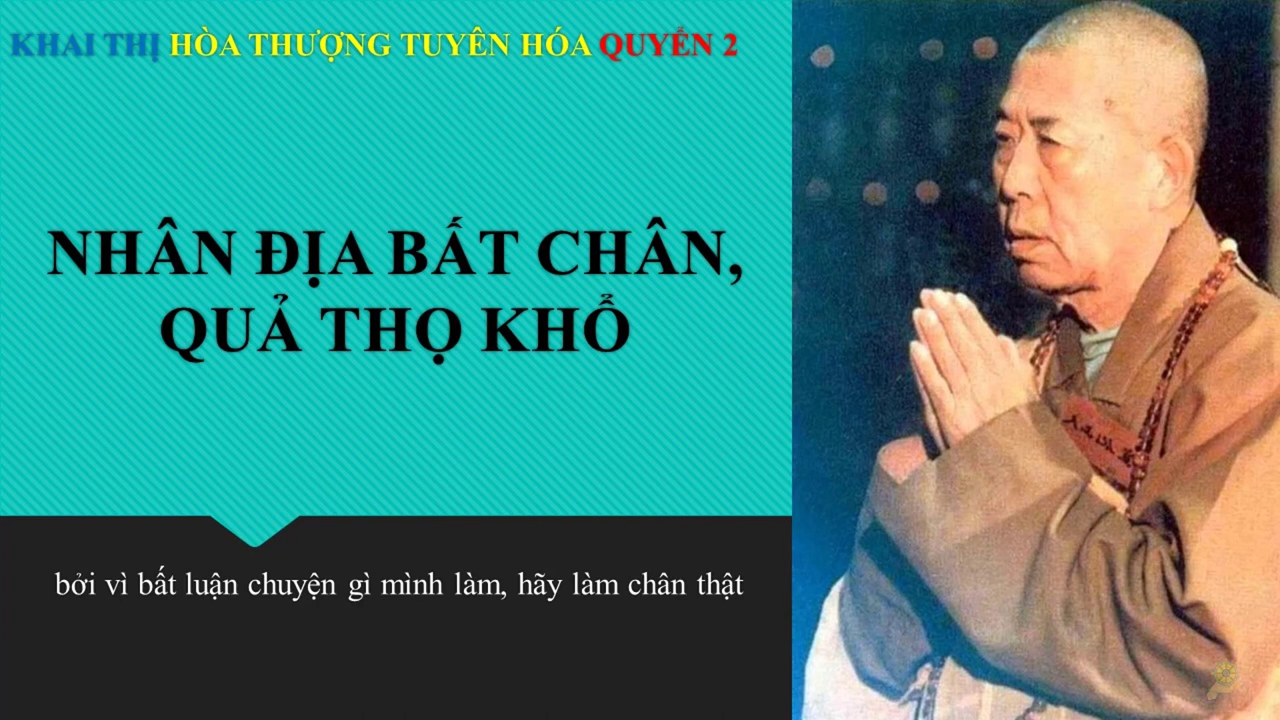 KHAI THỊ HÒA THƯỢNG TUYÊN HÓA QUYỂN 2
NHÂN ĐỊA BẤT CHÂN,
QUẢ THỌ KHỔ
bởi vì bất luận chuyện gì mình làm, hãy làm chân thật